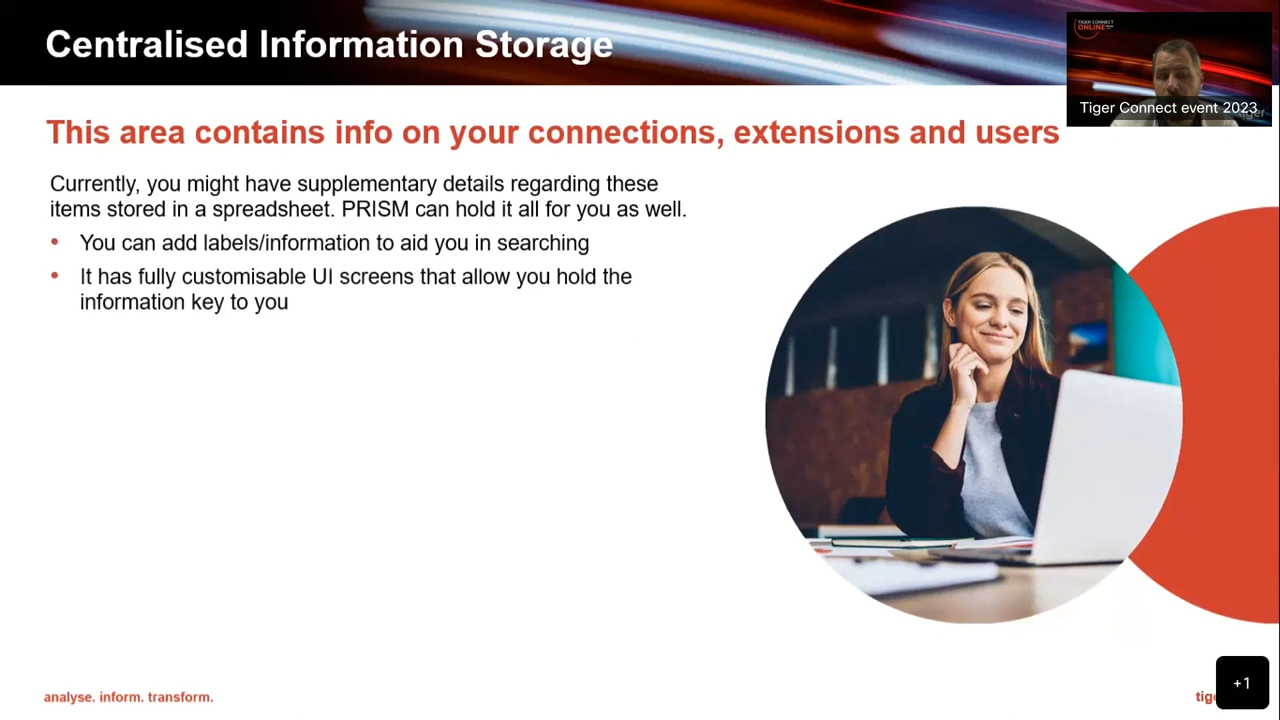 Centralised Information Storage
TIGER CONNECT
ONLINE
Tiger Connect event 2023
This area contains info on your connections, extensions and users
Currently, you might have supplementary details regarding these
items stored in a spreadsheet. PRISM can hold it all for you as well.
• You can add labels/information to aid you in searching
• It has fully customisable UI screens that allow you hold the
information key to you
analyse. inform. transform.
+1